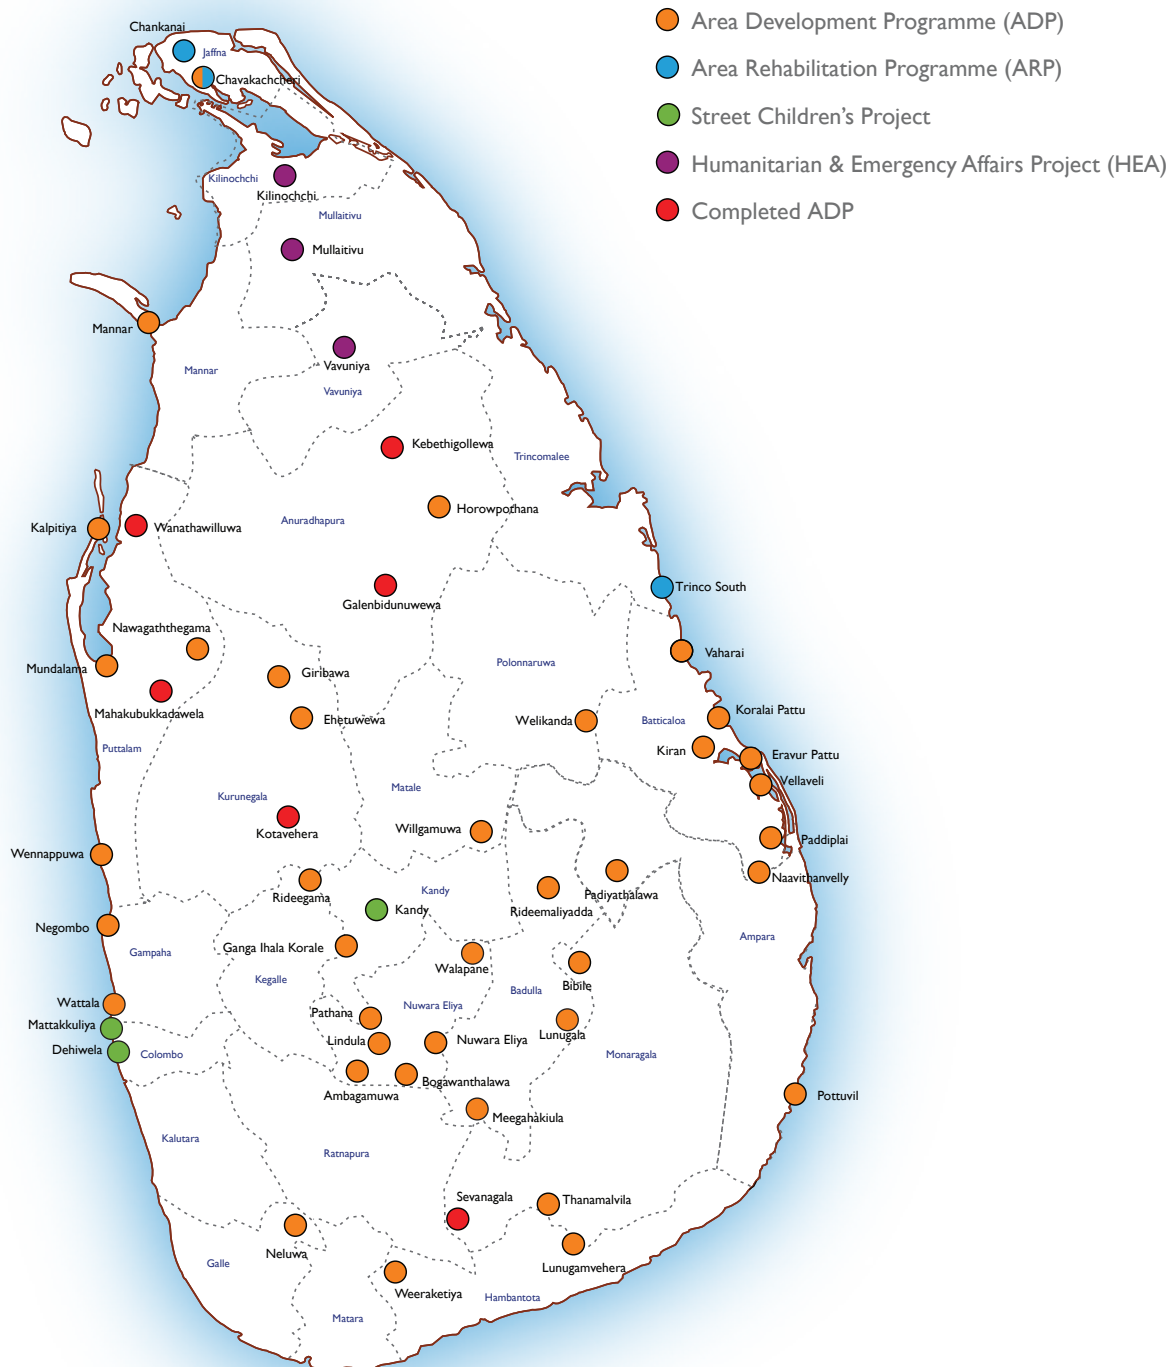 Area Development Programme (ADP)
Area Rehabilitation Programme (ARP)
Street Children's Project
Humanitarian & Emergency Affairs Project (HEA)
Completed ADP
Chankanai
Jaffna
Chavakachcheri
Kilinochchi
Kilinochchi
Mullaitivu
Mullaitivu
Mannar
Vavuniya
Mannar
Vavuniya
Kebethigollewa
Trincomalee
Horowpothana
Anuradhapura
Kalpitiya
Wanathawilluwa
Trinco South
Galenbidunuwewa
Nawagaththegama
Vaharai
Polonnaruwa
Mundalama
Giribawa
Mahakubukkadawela
Ehetuwewa
Welikanda
Batticaloa
Koralai Pattu
Puttalam
Kiran
Eravur Pattu
Vellaveli
Matale
Kurunegala
Kotavehera
Willgamuwa
Paddiplai
Wennappuwa
Naavithanvelly
Rideegama
Kandy
Padiyathalawa
Rideemaliyadda
Kandy
Negombo
Ganga Ihala Korale
Ampara
Gampaha
Walapane
Kegalle
Bibile
Badulla
Wattala
Nuwara Eliya
Pathana
Mattakkuliya
Lunugala
Lindula
Nuwara Eliya
Dehiwela
Colombo
Monaragala
Bogawanthalawa
Ambagamuwa
Pottuvil
Meegahakiula
Kalutara
Ratnapura
Sevanagala
Thanamalvila
Neluwa
Galle
Lunugamvehera
Weeraketiya
Hambantota
Matara